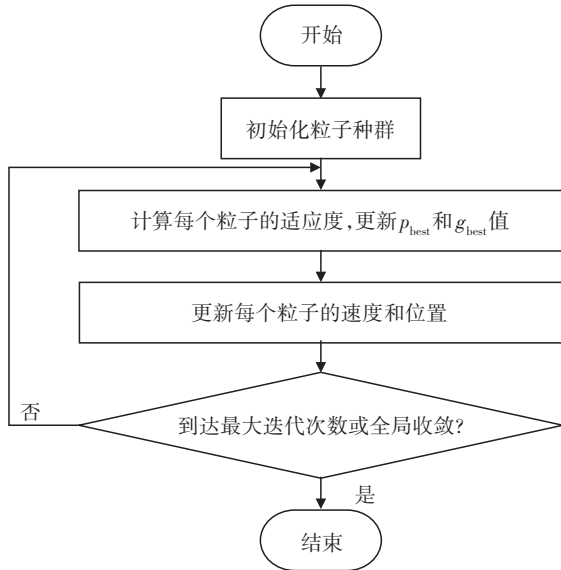 开始
初始化粒子种群
计算每个粒子的适应度,更新p_best和g_best值
更新每个粒子的速度和位置
到达最大迭代次数或全局收敛?
否
是
结束